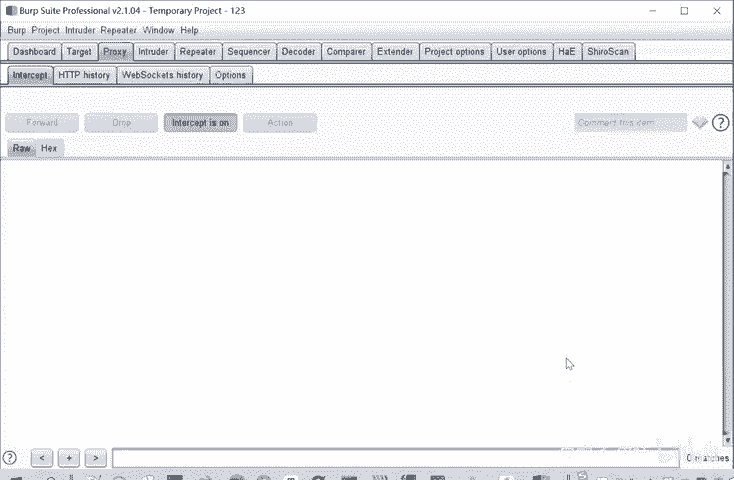 Burp Suite Professional v2.1.04 - Temporary Project - 123
Burp Project Intruder Repeater Window Help
Dashboard Target Proxy Intruder Repeater Sequencer Decoder Comparer Extender Project options User options HaE ShiroScan
Intercept HTTP history WebSockets history Options
Forward Drop Intercept is on Action Comment this item ?
Raw Hex
? < + > 0 matches